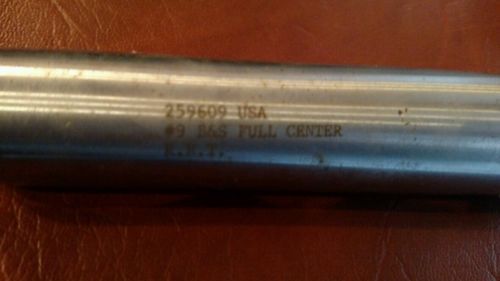 259609 USA
#9 B&S FULL CENTER